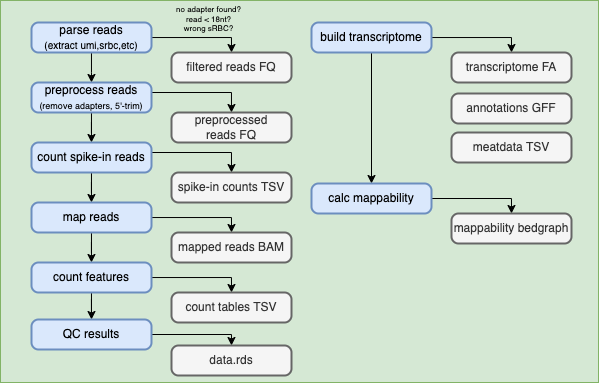 no adapter found?
read < 18nt?
wrong sRBC?
parse reads
(extract umi,srbc,etc)
filtered reads FQ
preprocess reads
(remove adapters, 5'-trim)
preprocessed
reads FQ
count spike-in reads
spike-in counts TSV
map reads
mapped reads BAM
count features
count tables TSV
QC results
data.rds
build transcriptome
transcriptome FA
annotations GFF
meatdata TSV
calc mappability
mappability bedgraph